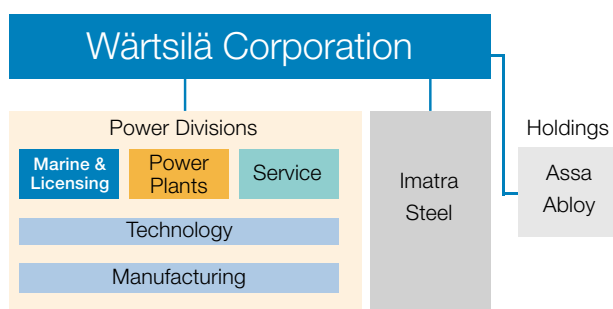 Wärtsilä Corporation
Power Divisions
Marine &
Licensing
Power
Plants
Service
Technology
Manufacturing
Imatra
Steel
Holdings
Assa
Abloy